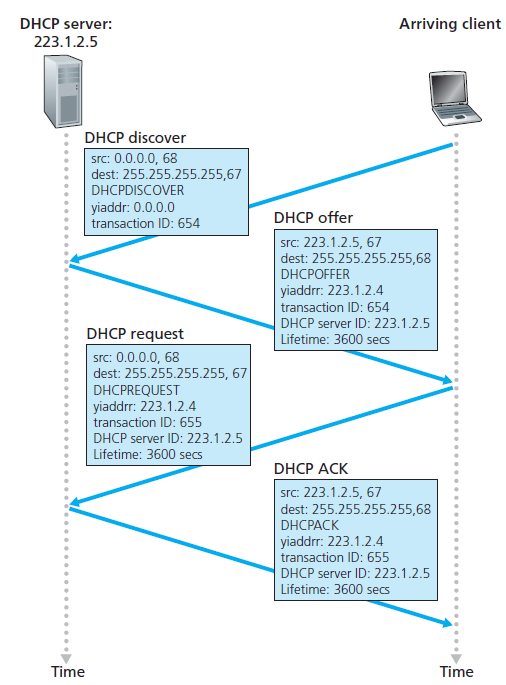 DHCP server:
223.1.2.5
Arriving client
DHCP discover
src: 0.0.0.0, 68
dest: 255.255.255.255,67
DHCPDISCOVER
yiaddr: 0.0.0.0
transaction ID: 654
DHCP offer
src: 223.1.2.5, 67
dest: 255.255.255.255,68
DHCPOFFER
yiaddrr: 223.1.2.4
transaction ID: 654
DHCP server ID: 223.1.2.5
Lifetime: 3600 secs
DHCP request
src: 0.0.0.0, 68
dest: 255.255.255.255, 67
DHCPREQUEST
yiaddrr: 223.1.2.4
transaction ID: 655
DHCP server ID: 223.1.2.5
Lifetime: 3600 secs
DHCP ACK
src: 223.1.2.5, 67
dest: 255.255.255.255,68
DHCPACK
yiaddrr: 223.1.2.4
transaction ID: 655
DHCP server ID: 223.1.2.5
Lifetime: 3600 secs
Time
Time